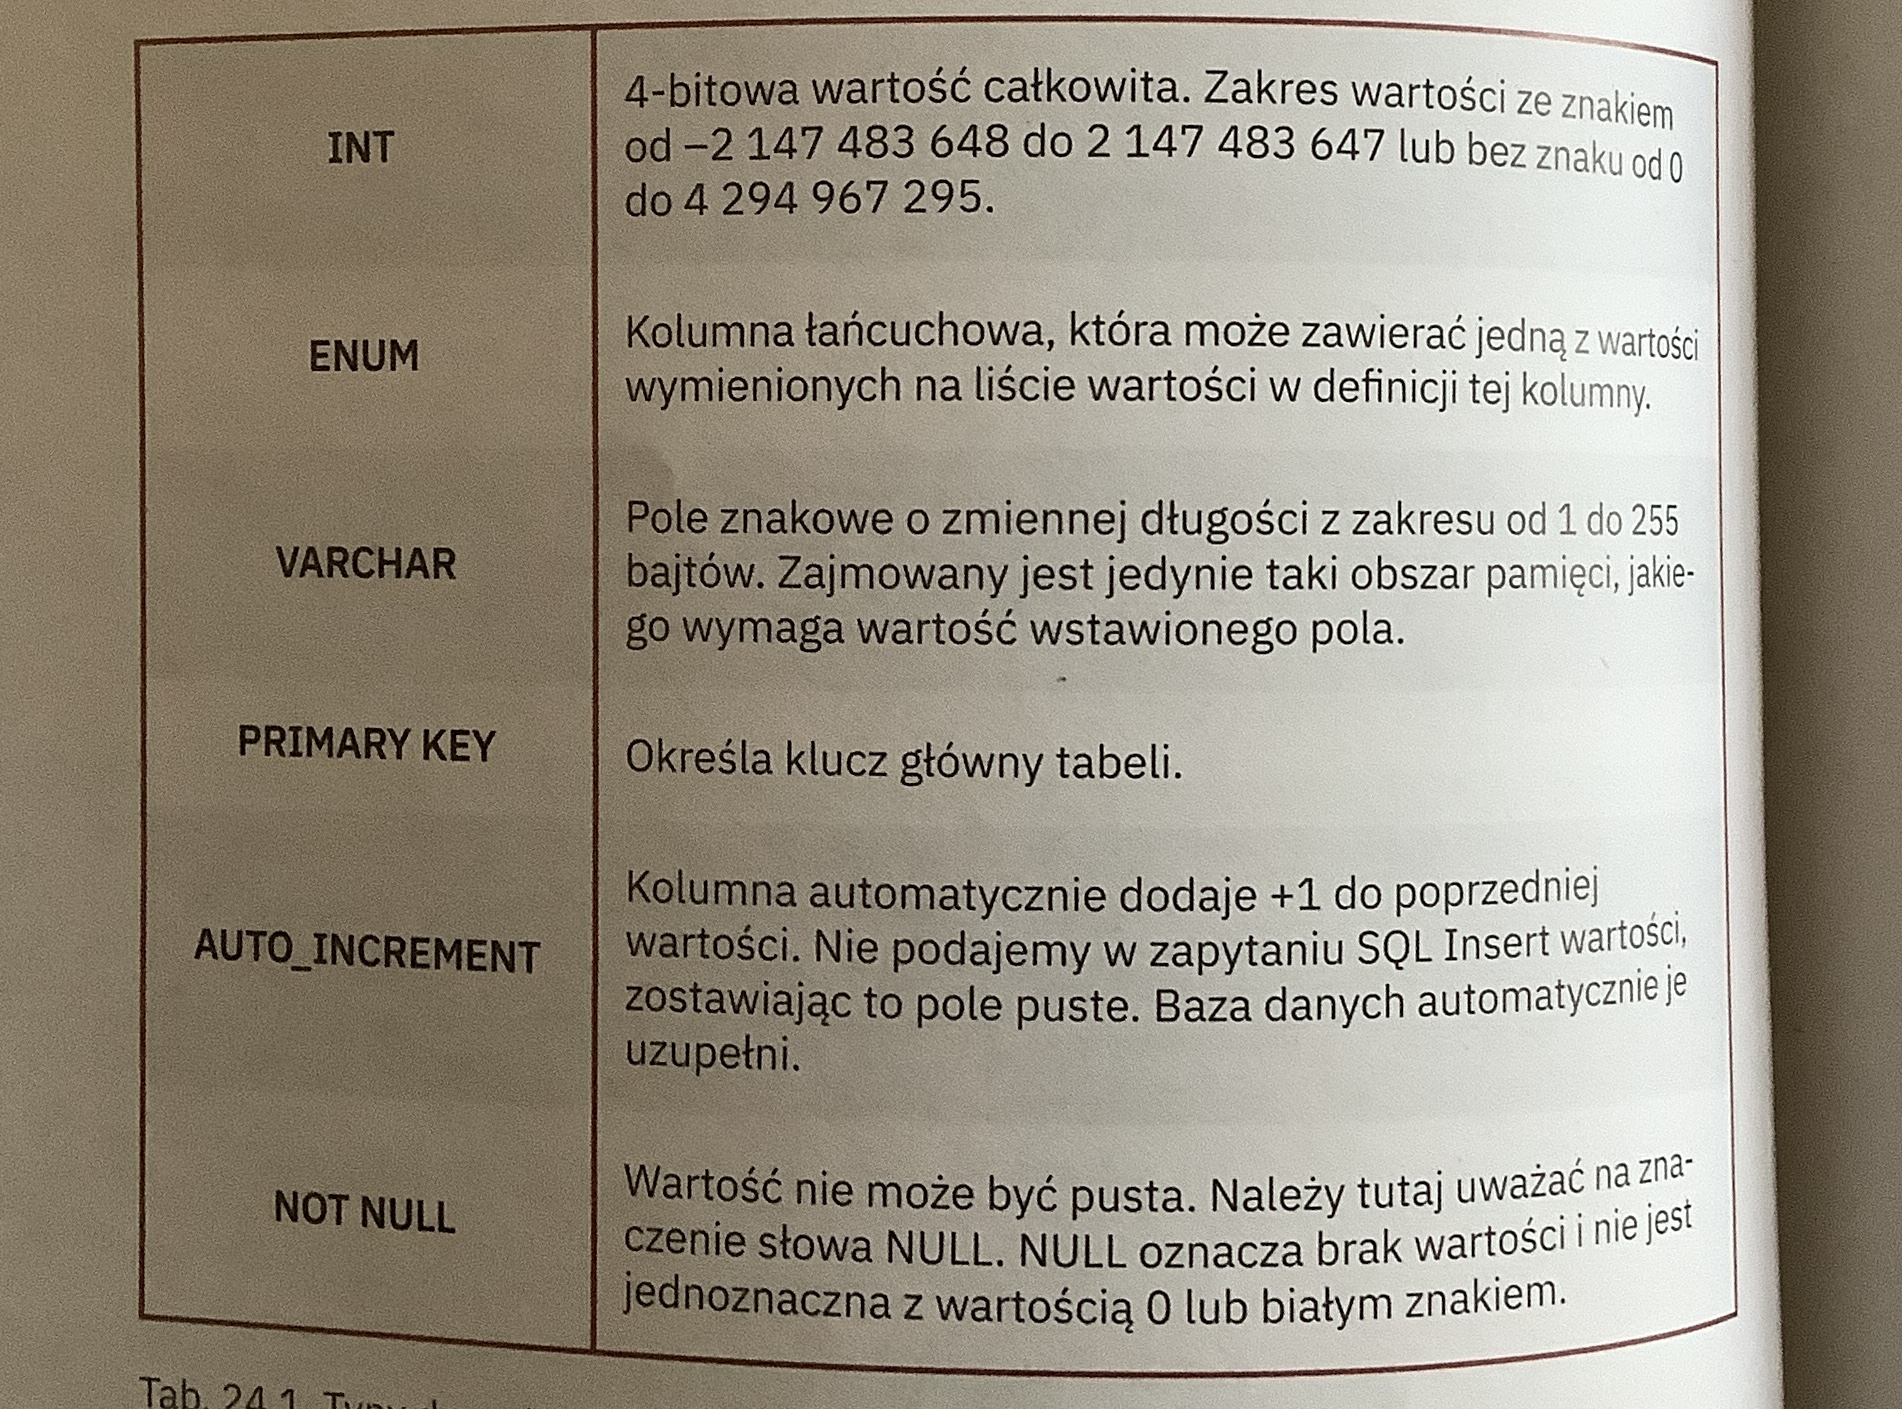 INT
4-bitowa wartość całkowita. Zakres wartości ze znakiem
od –2 147 483 648 do 2 147 483 647 lub bez znaku od 0
do 4 294 967 295.
ENUM
Kolumna łańcuchowa, która może zawierać jedną z wartości
wymienionych na liście wartości w definicji tej kolumny.
VARCHAR
Pole znakowe o zmiennej długości z zakresu od 1 do 255
bajtów. Zajmowany jest jedynie taki obszar pamięci, jakie-
go wymaga wartość wstawionego pola.
PRIMARY KEY
Określa klucz główny tabeli.
AUTO_INCREMENT
Kolumna automatycznie dodaje +1 do poprzedniej
wartości. Nie podajemy w zapytaniu SQL Insert wartości,
zostawiając to pole puste. Baza danych automatycznie je
uzupełni.
NOT NULL
Wartość nie może być pusta. Należy tutaj uważać na zna-
czenie słowa NULL. NULL oznacza brak wartości i nie jest
jednoznaczna z wartością 0 lub białym znakiem.
Tab. 24.1. Typy